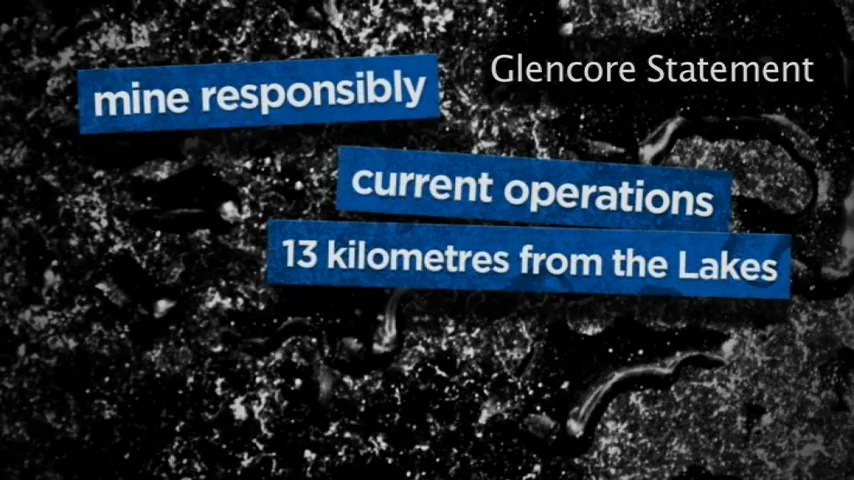 Glencore Statement
mine responsibly
current operations
13 kilometres from the Lakes